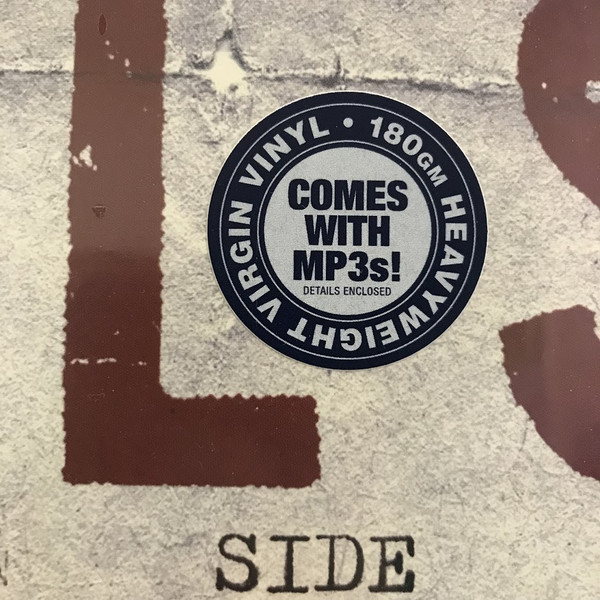 L S
180GM HEAVYWEIGHT VIRGIN VINYL •
COMES
WITH
MP3s!
DETAILS ENCLOSED
SIDE